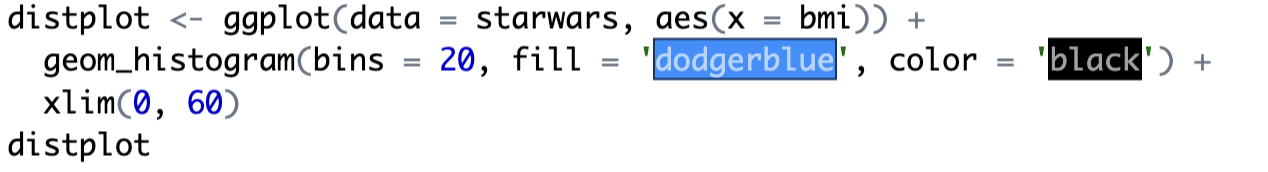 distplot <- ggplot(data = starwars, aes(x = bmi)) +
  geom_histogram(bins = 20, fill = 'dodgerblue', color = 'black') +
  xlim(0, 60)
distplot